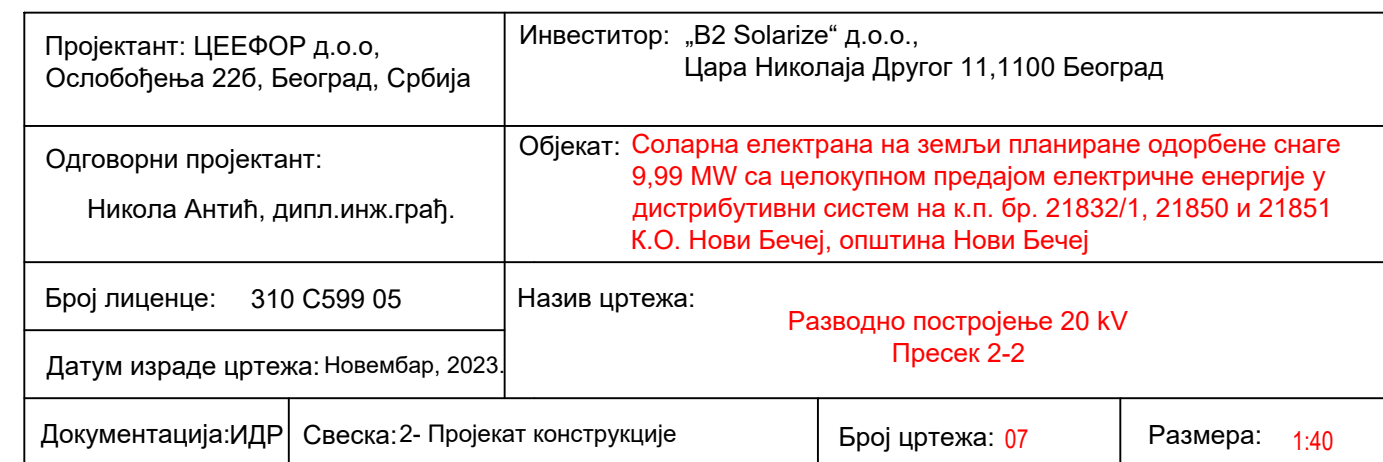 Пројектант: ЦЕЕФОР д.о.о,
Ослобођења 22б, Београд, Србија
Инвеститор: „B2 Solarize“ д.о.о.,
Цара Николаја Другог 11,1100 Београд
Одговорни пројектант:
Никола Антић, дипл.инж.грађ.
Објекат: Соларна електрана на земљи планиране одорбене снаге
9,99 MW са целокупном предајом електричне енергије у
дистрибутивни систем на к.п. бр. 21832/1, 21850 и 21851
К.О. Нови Бечеј, општина Нови Бечеј
Број лиценце: 310 С599 05
Датум израде цртежа: Новембар, 2023.
Назив цртежа:
Разводно постројење 20 kV
Пресек 2-2
Документација:ИДР
Свеска: 2- Пројекат конструкције
Број цртежа: 07
Размера: 1:40